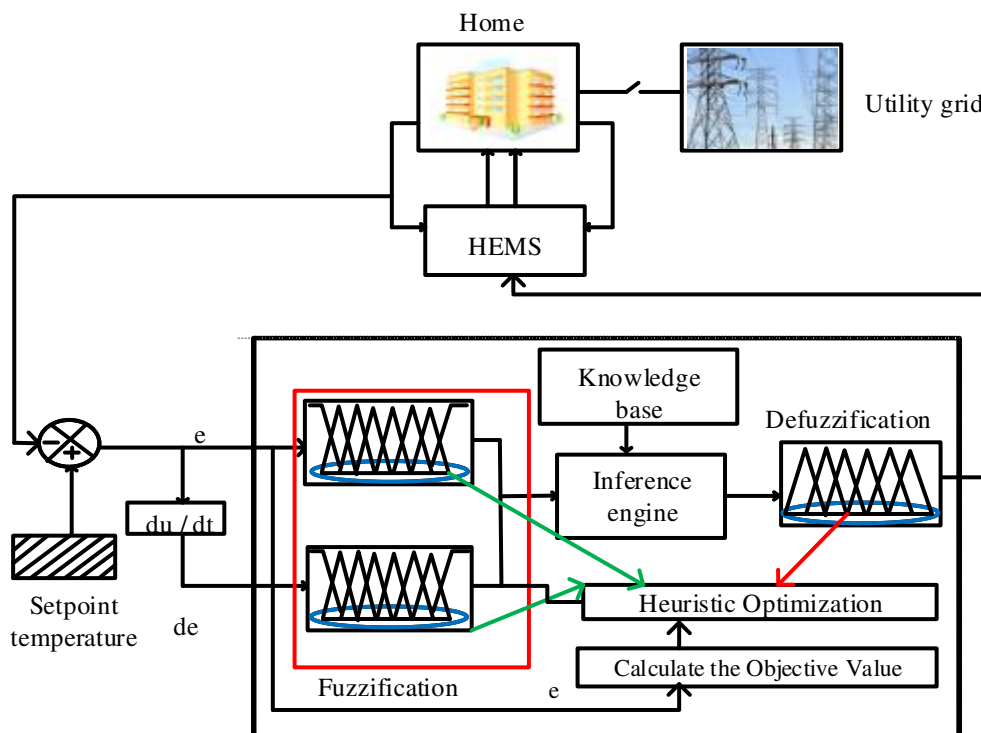 Home
Utility grid
HEMS
Knowledge
base
Defuzzification
e
Inference
engine
du / dt
Setpoint
temperature
de
Heuristic Optimization
Calculate the Objective Value
Fuzzification
e